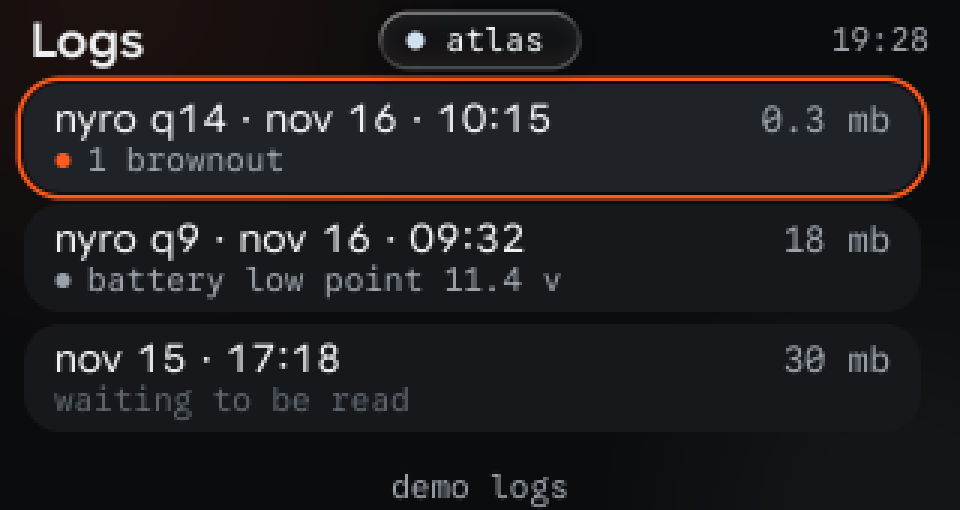 Logs
atlas
19:28
nyro q14 · nov 16 · 10:15
0.3 mb
1 brownout
nyro q9 · nov 16 · 09:32
18 mb
battery low point 11.4 v
nov 15 · 17:18
30 mb
waiting to be read
demo logs